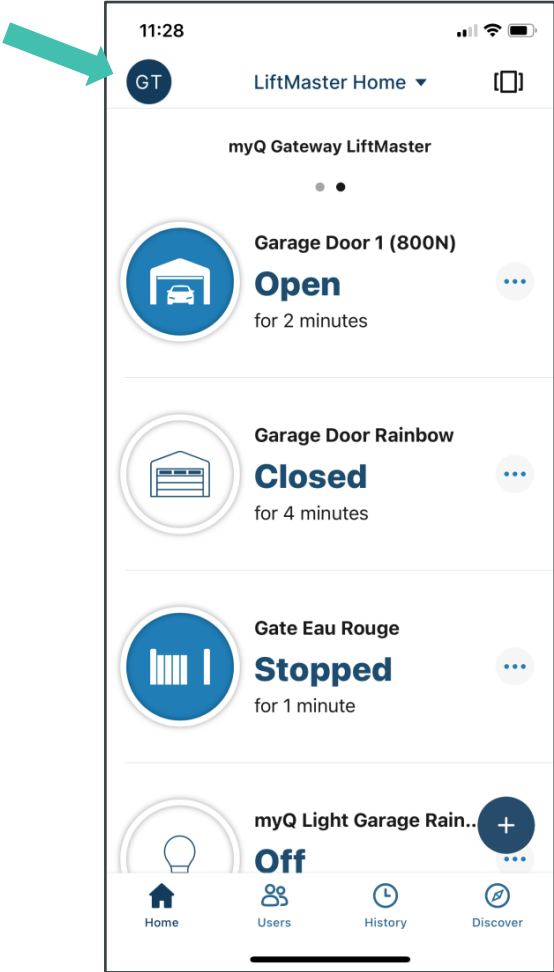 11:28
GT
LiftMaster Home
myQ Gateway LiftMaster
Garage Door 1 (800N)
Open
for 2 minutes
Garage Door Rainbow
Closed
for 4 minutes
Gate Eau Rouge
Stopped
for 1 minute
myQ Light Garage Rain..
Off
Home Users History Discover